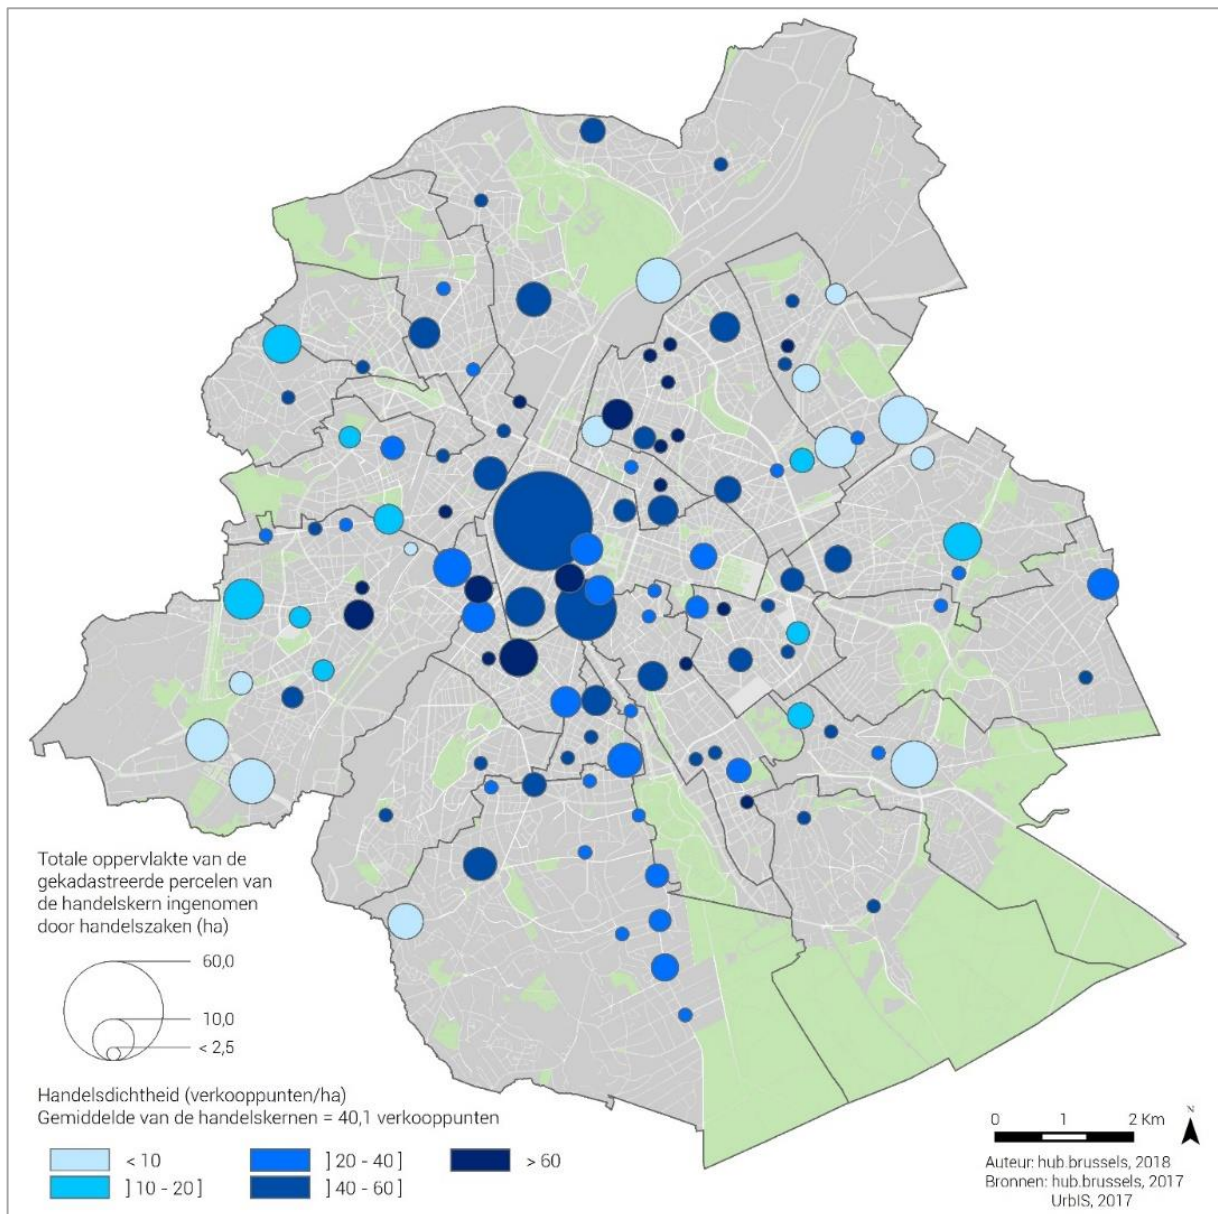 Totale oppervlakte van de
gekadastreerde percelen van
de handelskern ingenomen
door handelszaken (ha)
60,0
10,0
< 2,5
Handelsdichtheid (verkooppunten/ha)
Gemiddelde van de handelskernen = 40,1 verkooppunten
< 10
] 20 - 40 ]
> 60
] 10 - 20 ]
] 40 - 60 ]
0 1 2 Km
N
Auteur: hub.brussels, 2018
Bronnen: hub.brussels, 2017
UrbIS, 2017